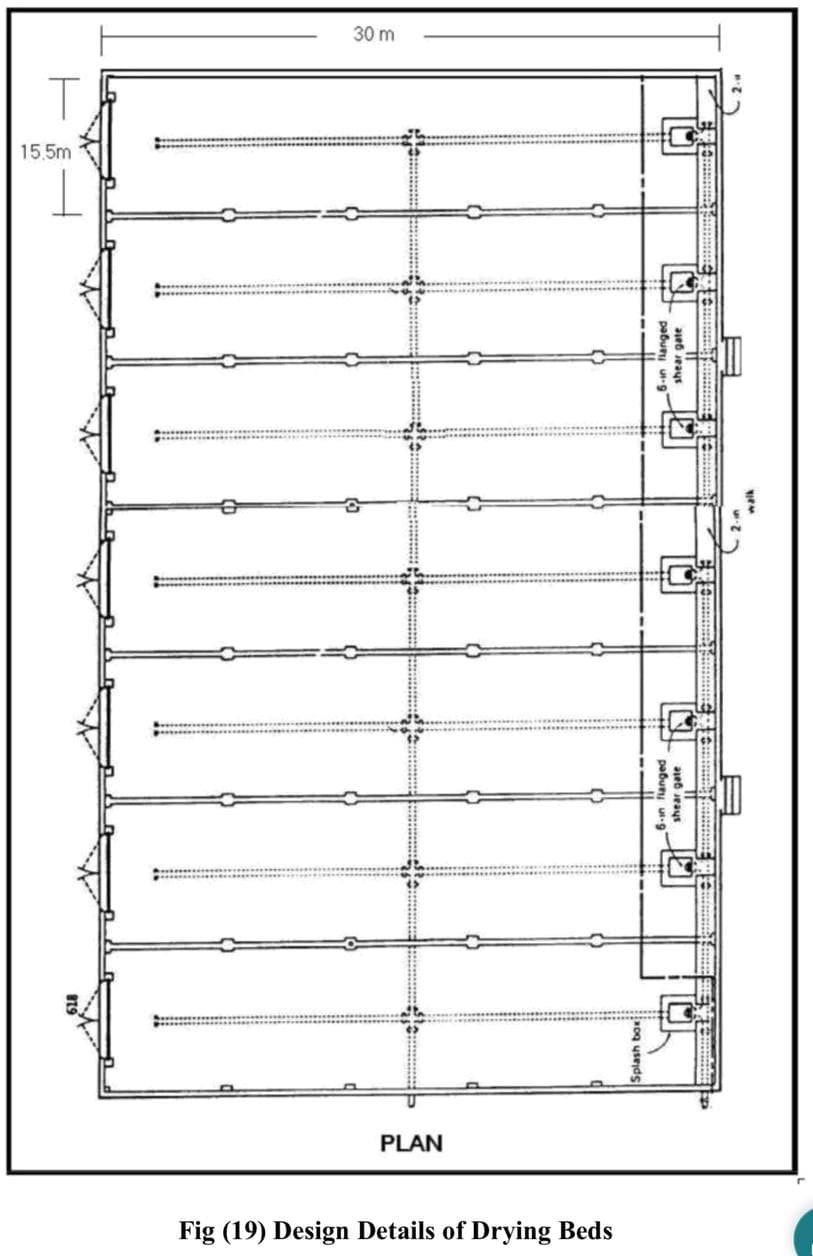 30 m
2-in
15.5m
6-in flanged
shear gate
2-in walk
6-in flanged
shear gate
618
Splash box
PLAN
Fig (19) Design Details of Drying Beds